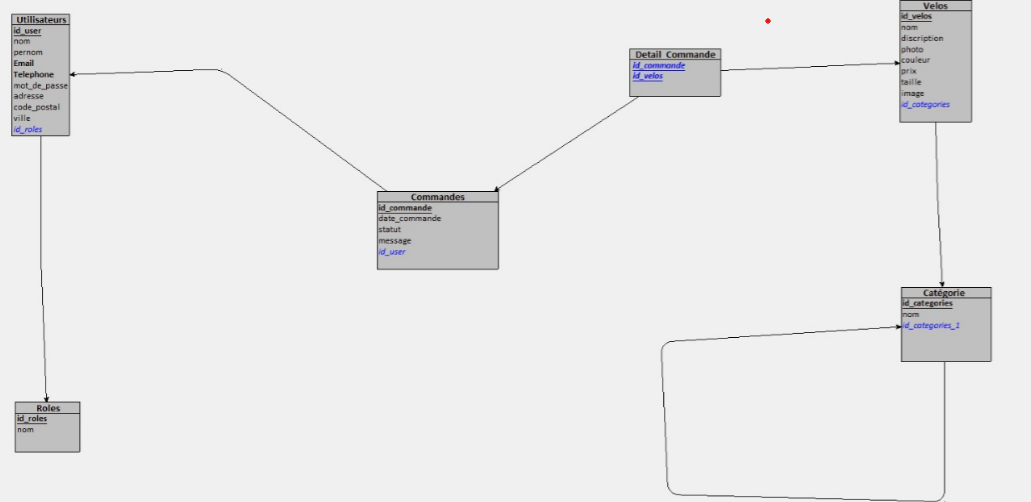 Utilisateurs
id_user
nom
pernom
Email
Telephone
mot_de_passe
adresse
code_postal
ville
id_roles
Detail_Commande
id_commande
id_velos
Velos
id_velos
nom
discription
photo
couleur
prix
taille
image
id_categories
Commandes
id_commande
date_commande
statut
message
id_user
Catégorie
id_categories
nom
id_categories_1
Roles
id_roles
nom